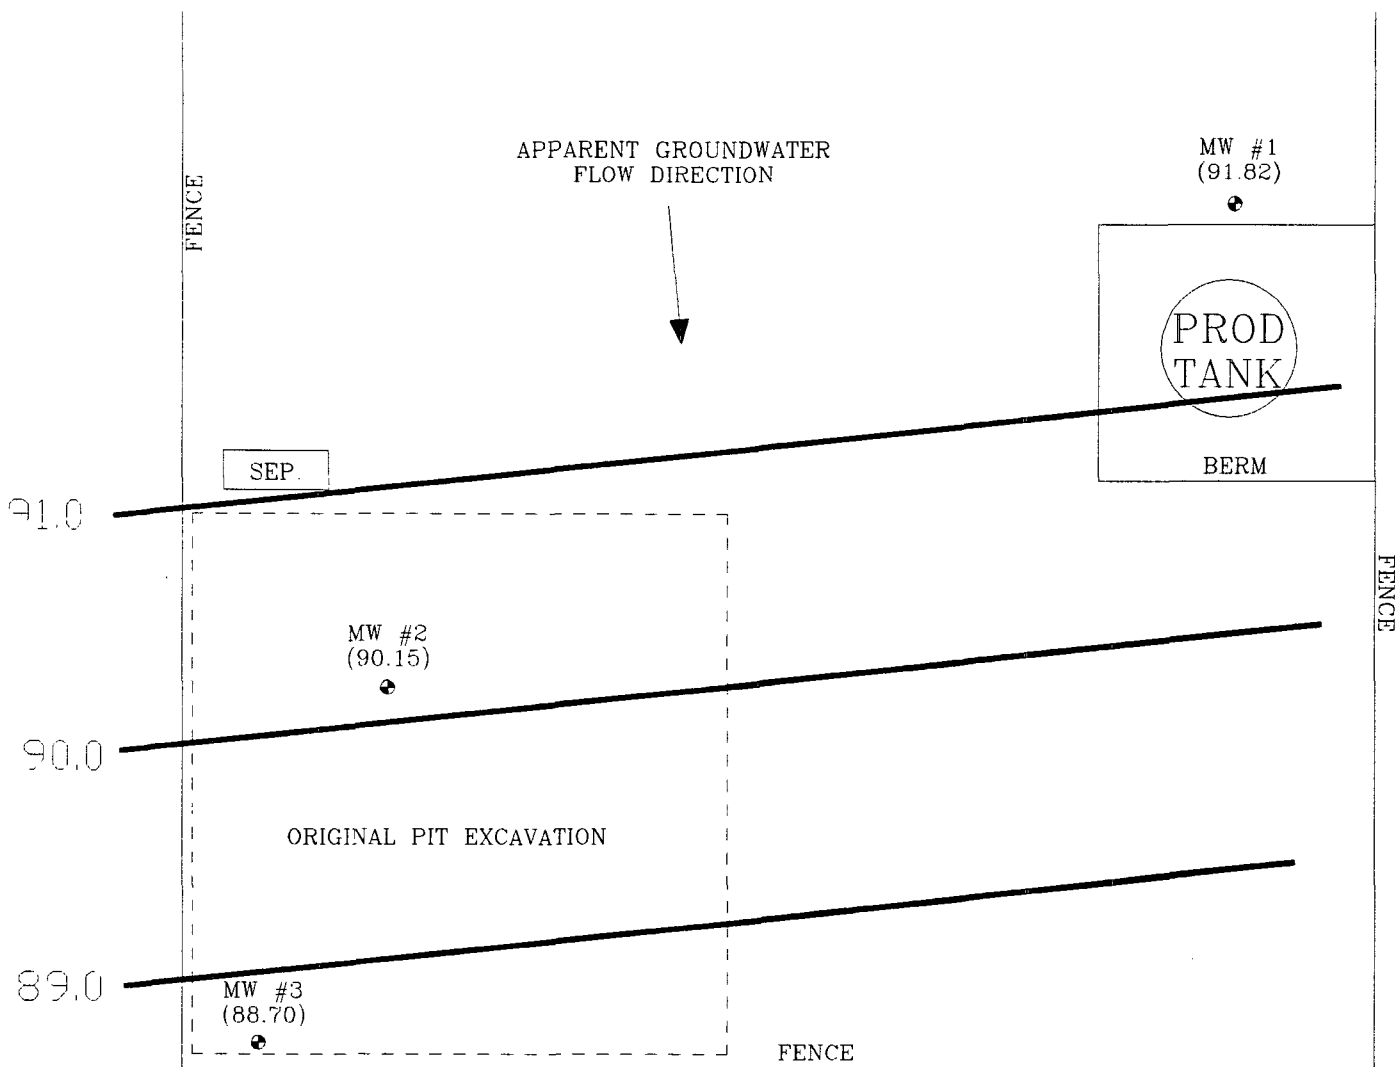 APPARENT GROUNDWATER
FLOW DIRECTION
MW #1
(91.82)
FENCE
PROD
TANK
BERM
SEP.
91.0
FENCE
MW #2
(90.15)
90.0
ORIGINAL PIT EXCAVATION
89.0
MW #3
(88.70)
FENCE